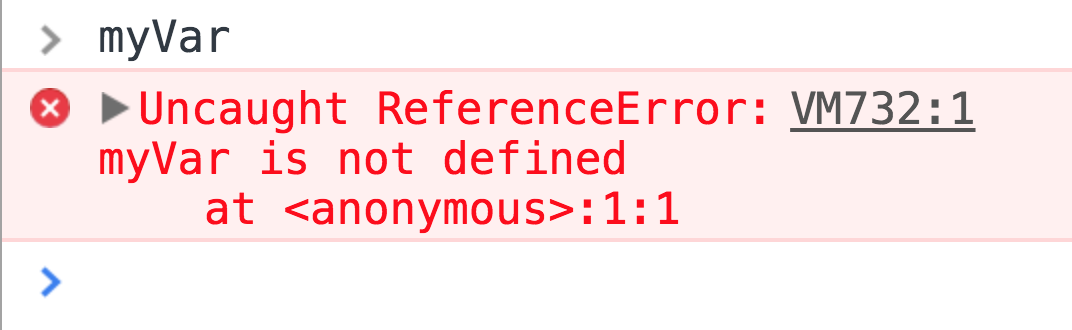 myVar
Uncaught ReferenceError: VM732:1
myVar is not defined
    at <anonymous>:1:1